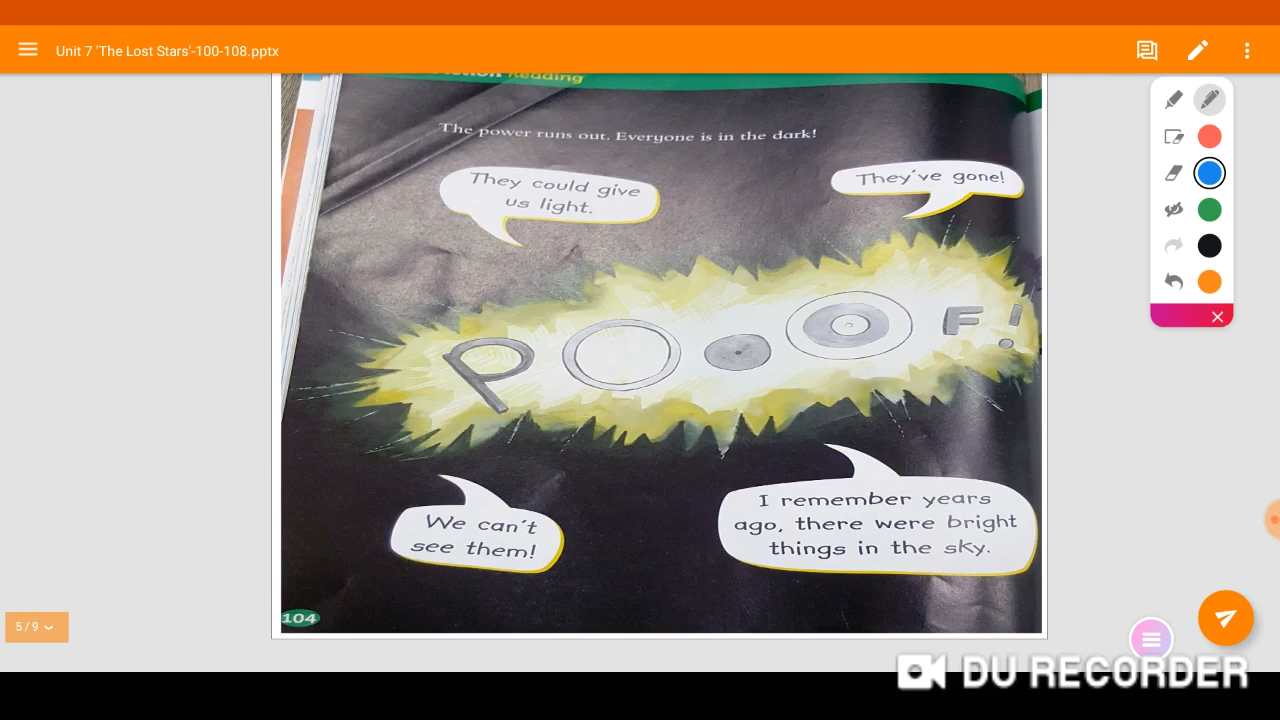 Unit 7 'The Lost Stars'-100-108.pptx
Reading
The power runs out. Everyone is in the dark!
They could give
us light.
They've gone!
POOOF!
We can't
see them!
I remember years
ago, there were bright
things in the sky.
104
5 / 9
DU RECORDER